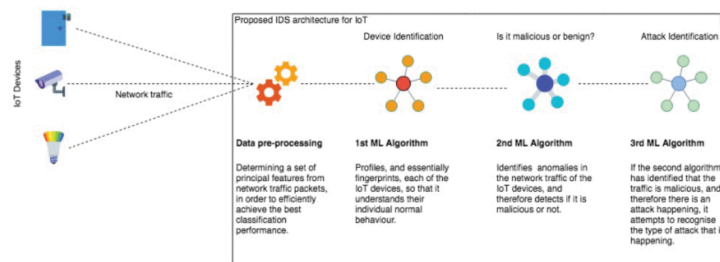 Proposed IDS architecture for IoT
Device Identification
Is it malicious or benign?
Attack Identification
IoT Devices
Network traffic
Data pre-processing
Determining a set of
principal features from
network traffic packets,
in order to efficiently
achieve the best
classification
performance.
1st ML Algorithm
Profiles, and essentially
fingerprints, each of the
IoT devices, so that it
understands their
individual normal
behaviour.
2nd ML Algorithm
Identifies anomalies in
the network traffic of the
IoT devices, and
therefore detects if it is
malicious or not.
3rd ML Algorithm
If the second algorithm
has identified that the
traffic is malicious, and
therefore there is an
attack happening, it
attempts to recognise
the type of attack that i
happening.